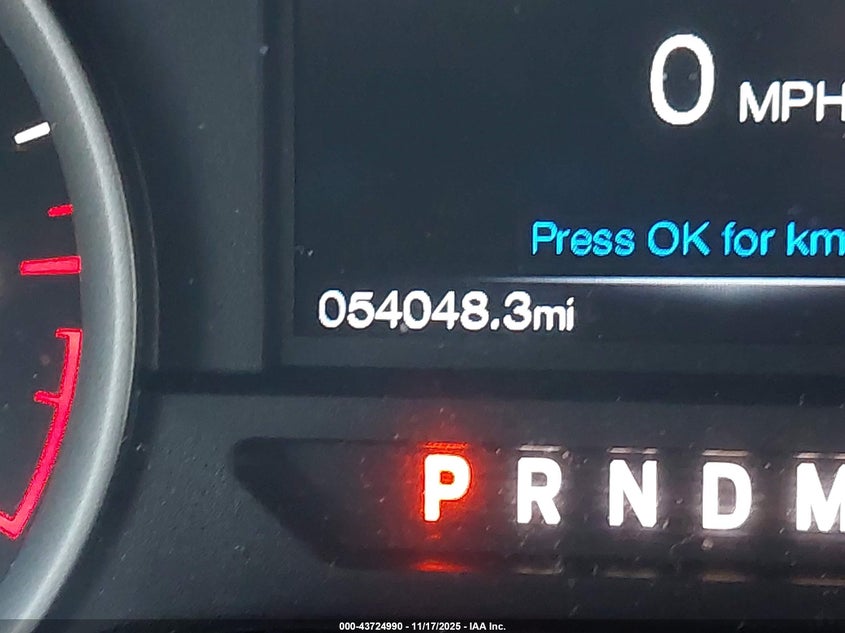 0 MPH
Press OK for km
054048.3mi
P R N D M
000-43724990 - 11/17/2025 - IAA Inc.